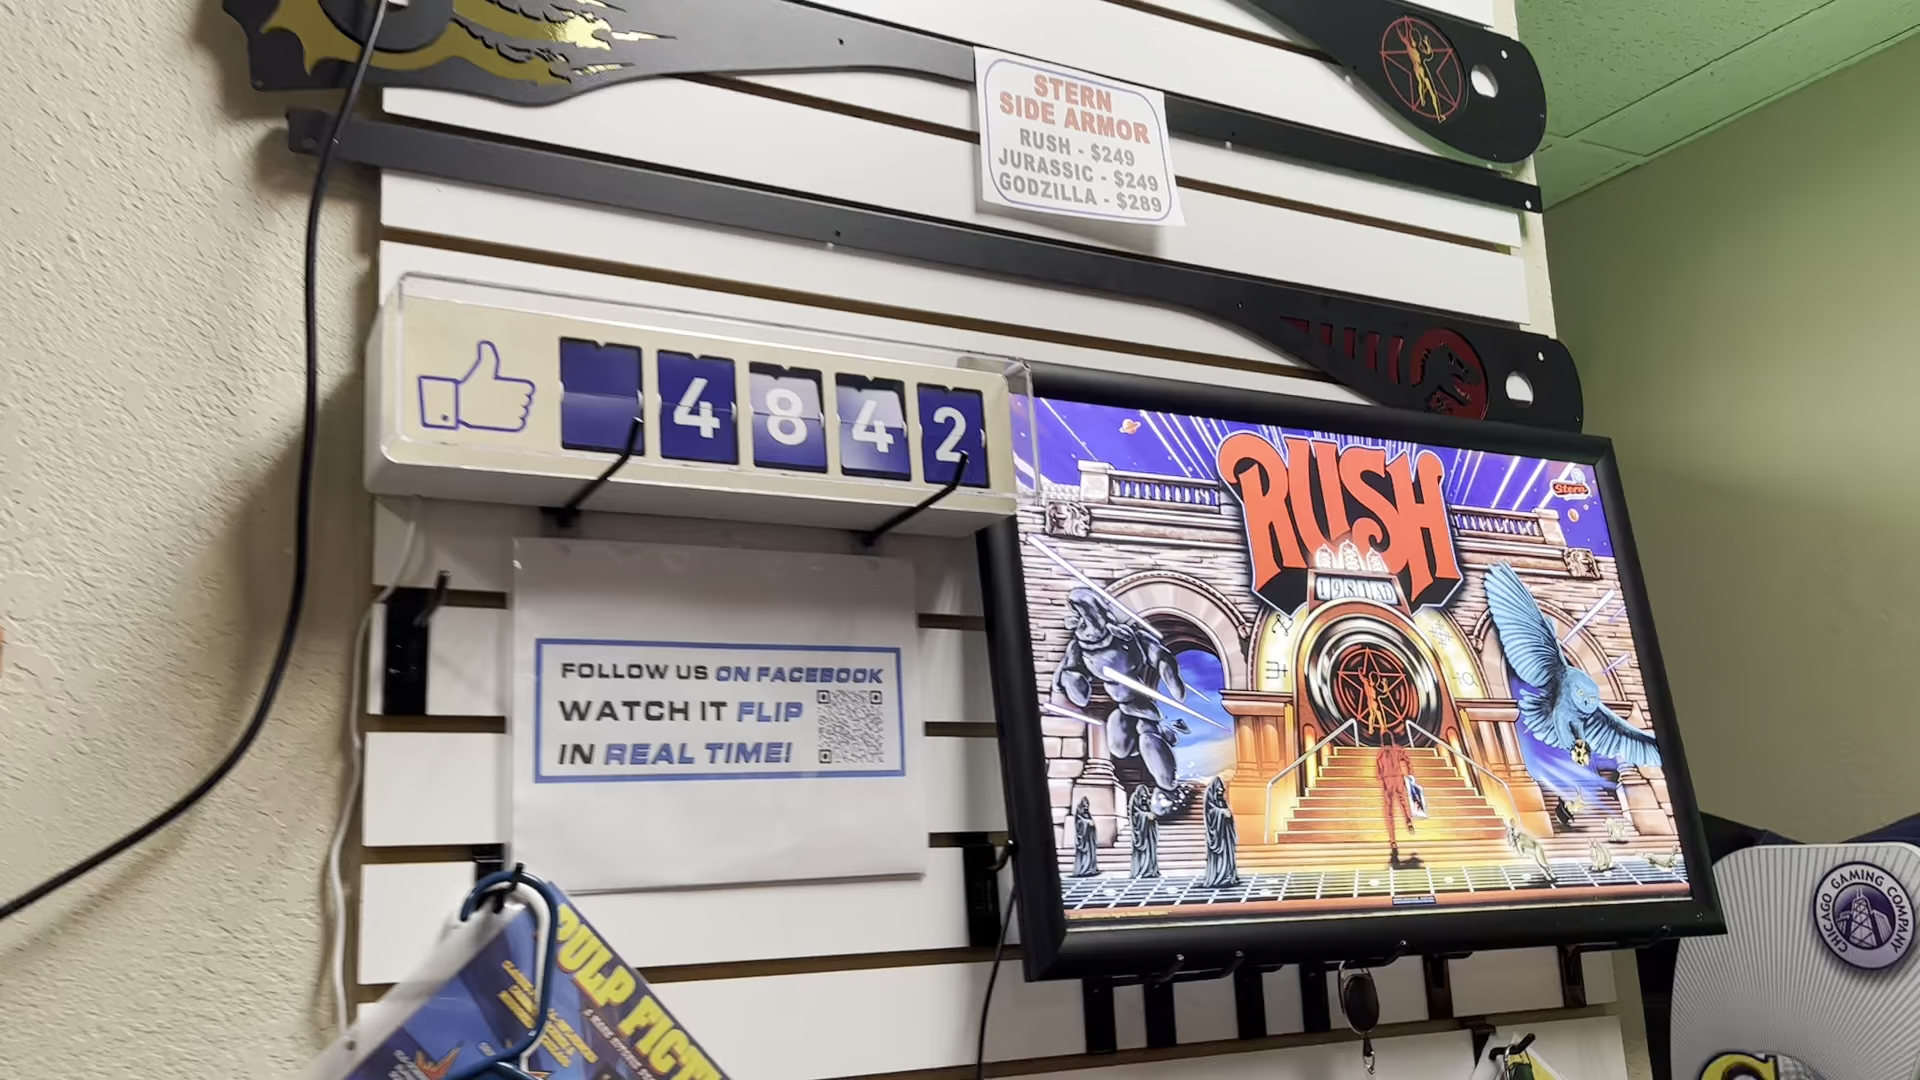 STERN
SIDE ARMOR
RUSH - $249
JURASSIC - $249
GODZILLA - $289
4842
RUSH
Stern
FOLLOW US ON FACEBOOK
WATCH IT FLIP
IN REAL TIME!
PULP FICT
CHICAGO GAMING COMPANY